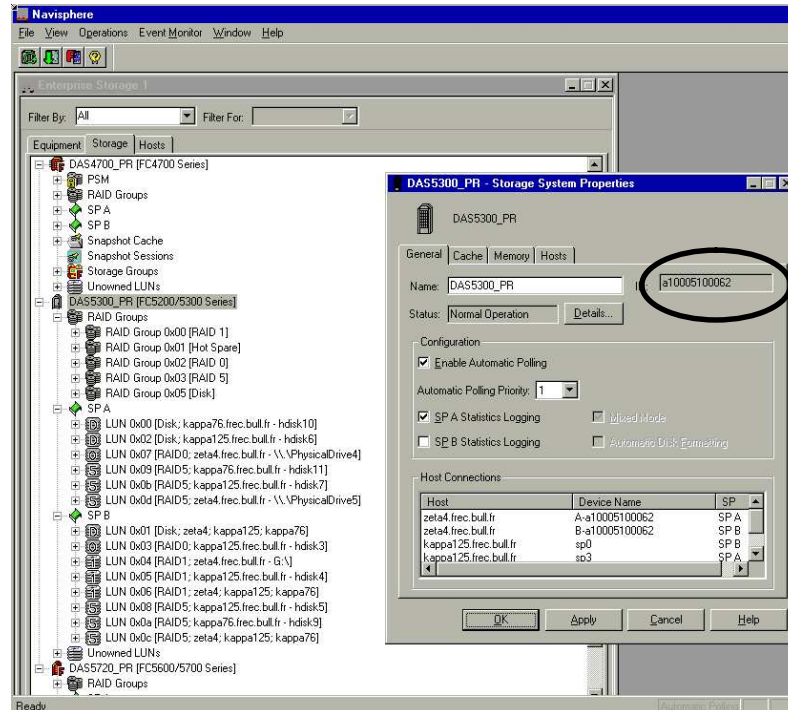 Navisphere
File View Operations Event Monitor Window Help
Enterprise Storage 1
Filter By: All Filter For:
Equipment Storage Hosts
DAS4700_PR [FC4700 Series]
PSM
RAID Groups
SP A
SP B
Snapshot Cache
Snapshot Sessions
Storage Groups
Unowned LUNs
DAS5300_PR [FC5200/5300 Series]
RAID Groups
RAID Group 0x00 [RAID 1]
RAID Group 0x01 [Hot Spare]
RAID Group 0x02 [RAID 0]
RAID Group 0x03 [RAID 5]
RAID Group 0x05 [Disk]
SP A
LUN 0x00 [Disk; kappa76.frec.bull.fr - hdisk10]
LUN 0x02 [Disk; kappa125.frec.bull.fr - hdisk6]
LUN 0x07 [RAID0; zeta4.frec.bull.fr - \\.\PhysicalDrive4]
LUN 0x09 [RAID5; kappa76.frec.bull.fr - hdisk11]
LUN 0x0b [RAID5; kappa125.frec.bull.fr - hdisk7]
LUN 0x0d [RAID5; zeta4.frec.bull.fr - \\.\PhysicalDrive5]
SP B
LUN 0x01 [Disk; zeta4; kappa125; kappa76]
LUN 0x03 [RAID0; kappa125.frec.bull.fr - hdisk3]
LUN 0x04 [RAID1; zeta4.frec.bull.fr - G:\]
LUN 0x05 [RAID1; kappa125.frec.bull.fr - hdisk4]
LUN 0x06 [RAID1; zeta4; kappa125; kappa76]
LUN 0x08 [RAID5; kappa125.frec.bull.fr - hdisk5]
LUN 0x0a [RAID5; kappa76.frec.bull.fr - hdisk9]
LUN 0x0c [RAID5; zeta4; kappa125; kappa76]
Unowned LUNs
DAS5720_PR [FC5600/5700 Series]
RAID Groups
Ready
DAS5300_PR - Storage System Properties
DAS5300_PR
General Cache Memory Hosts
Name: DAS5300_PR a10005100062
Status: Normal Operation Details...
Configuration
Enable Automatic Polling
Automatic Polling Priority: 1
SP A Statistics Logging Mixed Mode
SP B Statistics Logging Automatic Disk Formatting
Host Connections
Host Device Name SP
zeta4.frec.bull.fr A-a10005100062 SP A
zeta4.frec.bull.fr B-a10005100062 SP B
kappa125.frec.bull.fr sp0 SP B
kappa125.frec.bull.fr sp3 SP A
OK Apply Cancel Help
Automatic Polling